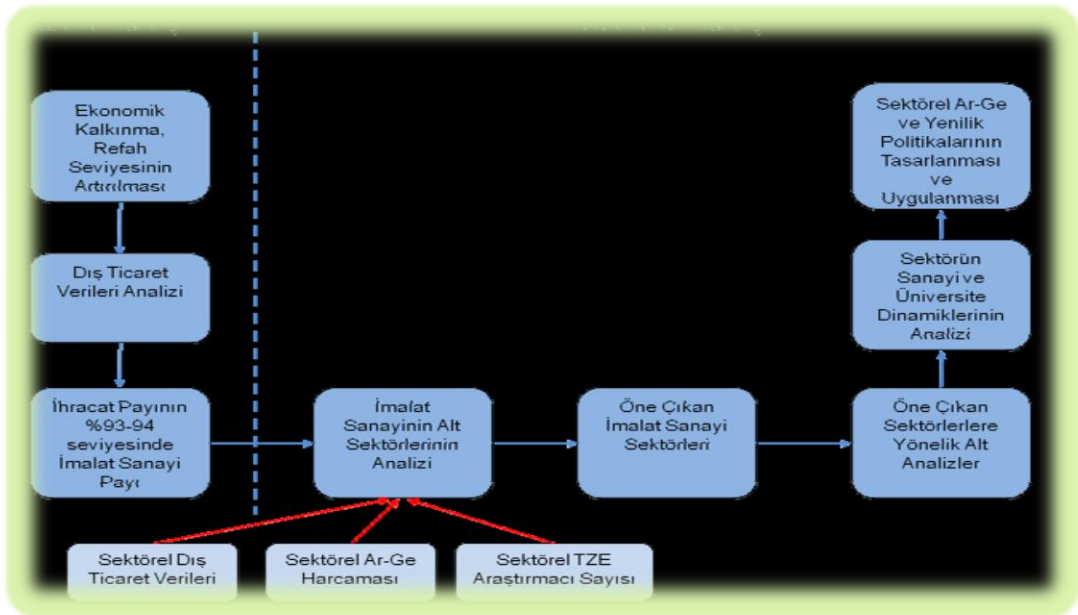 Ekonomik
Kalkınma,
Refah
Seviyesinin
Artırılması
Dış Ticaret
Verileri Analizi
İhracat Payının
%93-94
seviyesinde
İmalat Sanayi
Payı
İmalat
Sanayinin Alt
Sektörlerinin
Analizi
Öne Çıkan
İmalat Sanayi
Sektörleri
Öne Çıkan
Sektörlerlere
Yönelik Alt
Analizler
Sektörün
Sanayi ve
Üniversite
Dinamiklerinin
Analizi
Sektörel Ar-Ge
ve Yenilik
Politikalarının
Tasarlanması
ve
Uygulanması
Sektörel Dış
Ticaret Verileri
Sektörel Ar-Ge
Harcaması
Sektörel TZE
Araştırmacı Sayısı